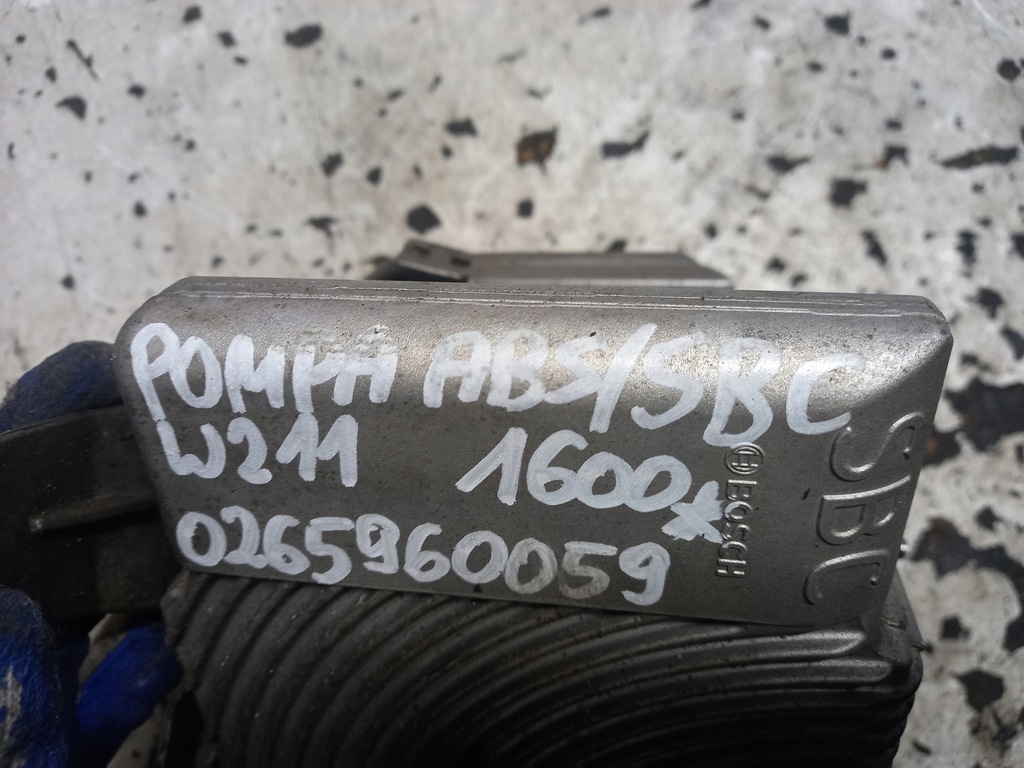 POMPA ABS/SBC
W211 1600*
0265960059
BOSCH
SBC